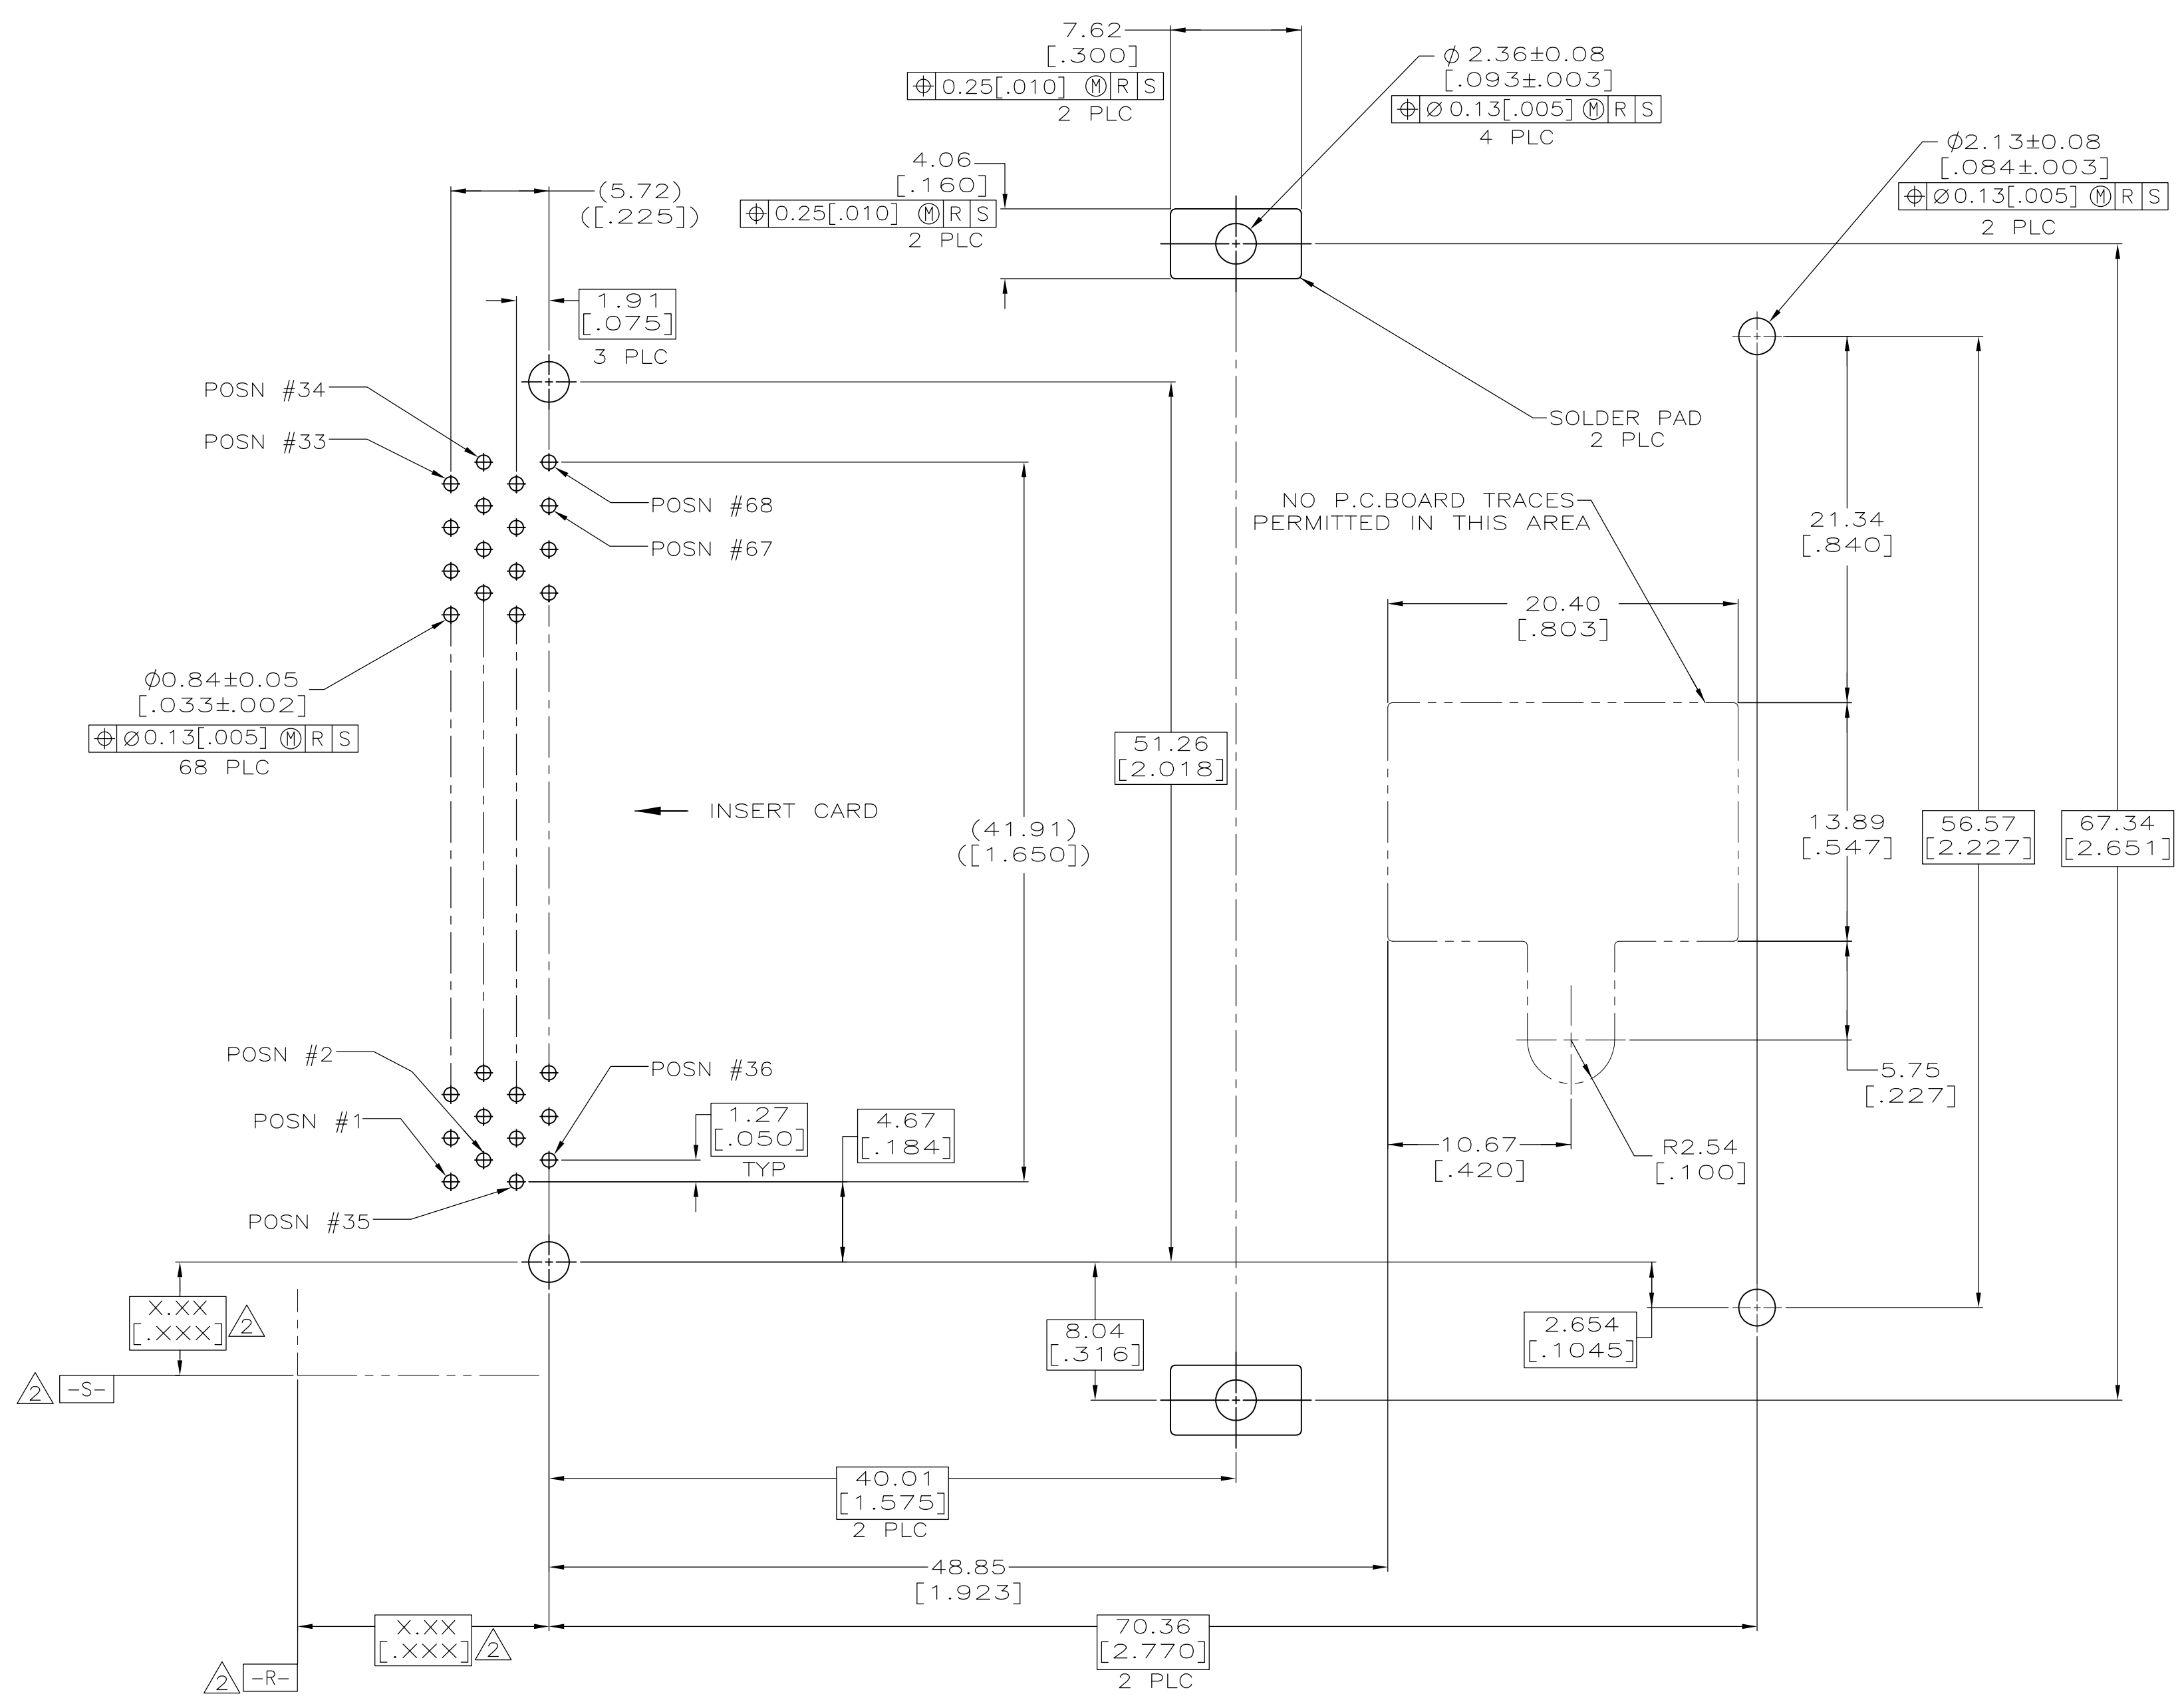 7.62
[.300]
⌖ 0.25[.010] Ⓜ R S
2 PLC
⌀ 2.36±0.08
[.093±.003]
⌖ ⌀ 0.13[.005] Ⓜ R S
4 PLC
⌀2.13±0.08
[.084±.003]
⌖ ⌀0.13[.005] Ⓜ R S
2 PLC
4.06
[.160]
⌖ 0.25[.010] Ⓜ R S
2 PLC
(5.72)
([.225])
1.91
[.075]
3 PLC
POSN #34
POSN #33
POSN #68
POSN #67
SOLDER PAD
2 PLC
NO P.C.BOARD TRACES
PERMITTED IN THIS AREA
21.34
[.840]
20.40
[.803]
⌀0.84±0.05
[.033±.002]
⌖ ⌀0.13[.005] Ⓜ R S
68 PLC
51.26
[2.018]
INSERT CARD
(41.91)
([1.650])
13.89
[.547]
56.57
[2.227]
67.34
[2.651]
POSN #2
POSN #1
POSN #36
POSN #35
1.27
[.050]
TYP
4.67
[.184]
5.75
[.227]
10.67
[.420]
R2.54
[.100]
X.XX
[.XXX] 2
2 -S-
8.04
[.316]
2.654
[.1045]
40.01
[1.575]
2 PLC
48.85
[1.923]
X.XX
[.XXX] 2
70.36
[2.770]
2 PLC
2 -R-